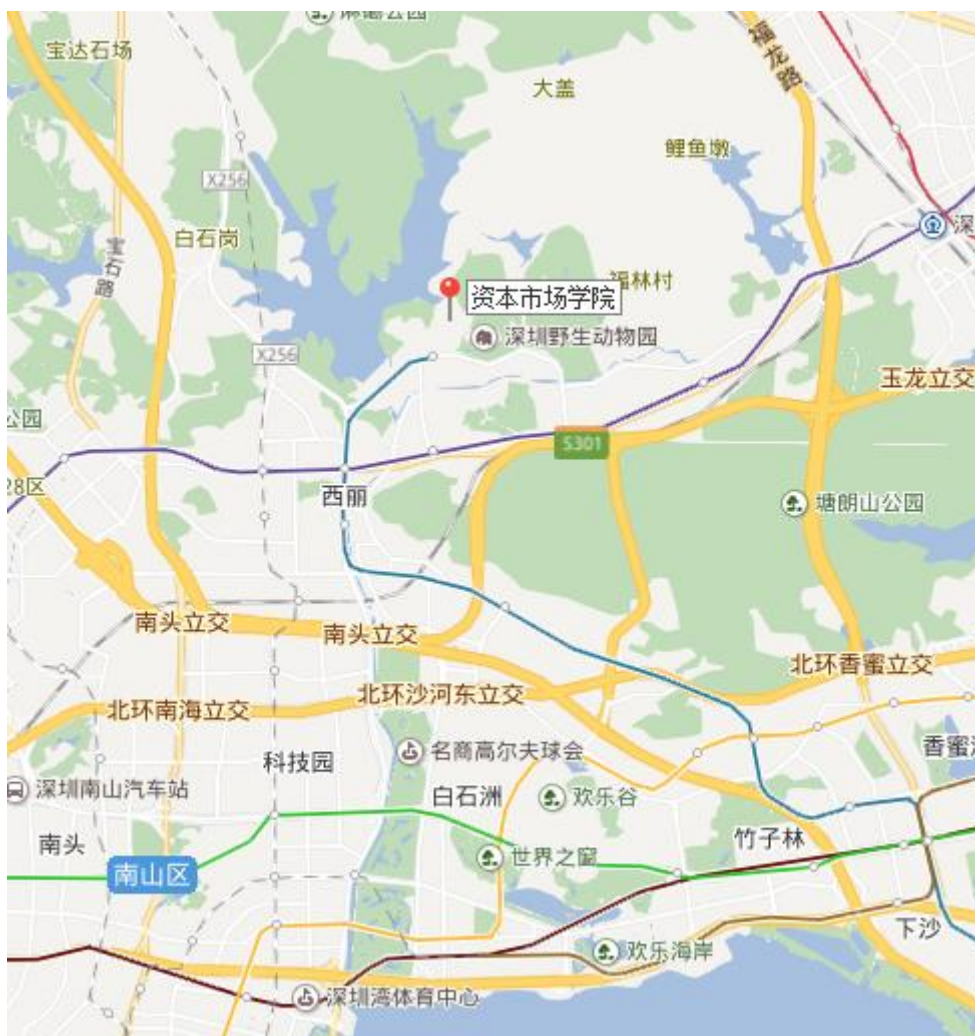 宝达石场
福龙路
大盖
鲤鱼墩
X256
白石岗
宝石路
深
福林村
资本市场学院
深圳野生动物园
X256
玉龙立交
公园
S301
28区
西丽
塘朗山公园
南头立交
南头立交
北环香蜜立交
北环沙河东立交
北环南海立交
名商高尔夫球会
香蜜
科技园
深圳南山汽车站
白石洲
欢乐谷
南头
竹子林
世界之窗
南山区
下沙
欢乐海岸
深圳湾体育中心